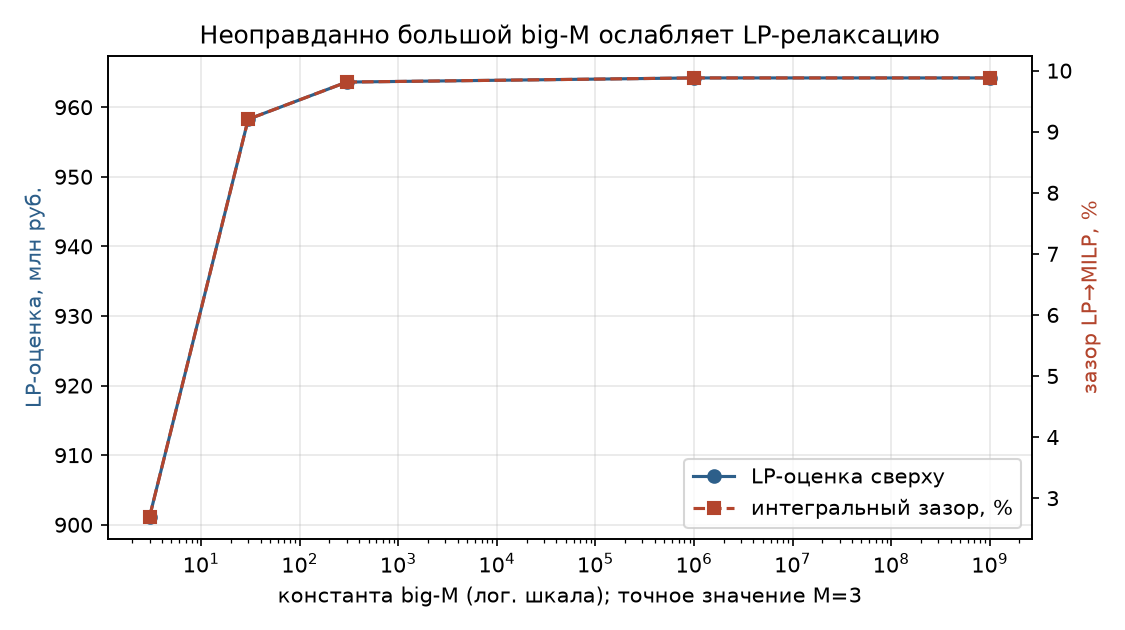 Неоправданно большой big-M ослабляет LP-релаксацию
LP-оценка, млн руб.
960
950
940
930
920
910
900
10
9
8
7
6
5
4
3
зазор LP→MILP, %
LP-оценка сверху
интегральный зазор, %
10¹ 10² 10³ 10⁴ 10⁵ 10⁶ 10⁷ 10⁸ 10⁹
константа big-M (лог. шкала); точное значение M=3